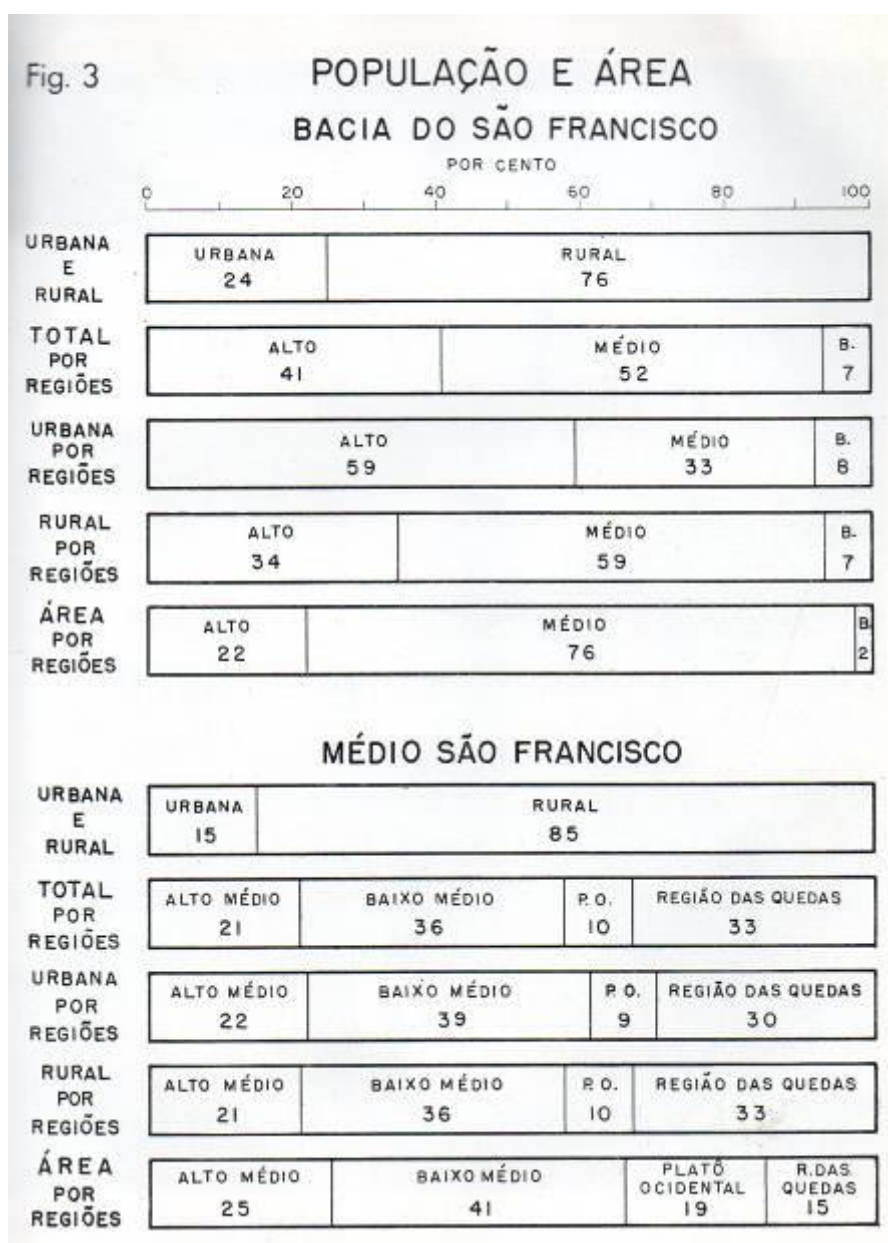 Fig. 3
POPULAÇÃO E ÁREA
BACIA DO SÃO FRANCISCO
POR CENTO
0 20 40 60 80 100
URBANA
E
RURAL
URBANA RURAL
24 76
TOTAL
POR
REGIÕES
ALTO MÉDIO B.
41 52 7
URBANA
POR
REGIÕES
ALTO MÉDIO B.
59 33 8
RURAL
POR
REGIÕES
ALTO MÉDIO B.
34 59 7
ÁREA
POR
REGIÕES
ALTO MÉDIO B.
22 76 2
MÉDIO SÃO FRANCISCO
URBANA
E
RURAL
URBANA RURAL
15 85
TOTAL
POR
REGIÕES
ALTO MÉDIO BAIXO MÉDIO P. O. REGIÃO DAS QUEDAS
21 36 10 33
URBANA
POR
REGIÕES
ALTO MÉDIO BAIXO MÉDIO P. O. REGIÃO DAS QUEDAS
22 39 9 30
RURAL
POR
REGIÕES
ALTO MÉDIO BAIXO MÉDIO P. O. REGIÃO DAS QUEDAS
21 36 10 33
ÁREA
POR
REGIÕES
ALTO MÉDIO BAIXO MÉDIO PLATÔ OCIDENTAL R. DAS QUEDAS
25 41 19 15